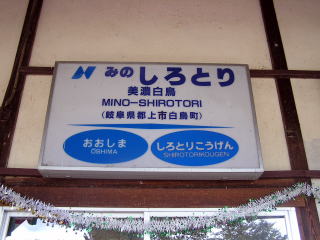 みのしろとり
美濃白鳥
MINO-SHIROTORI
(岐阜県郡上市白鳥町)
おおしま
OSHIMA
しろとりこうげん
SHIROTORIKOUGEN